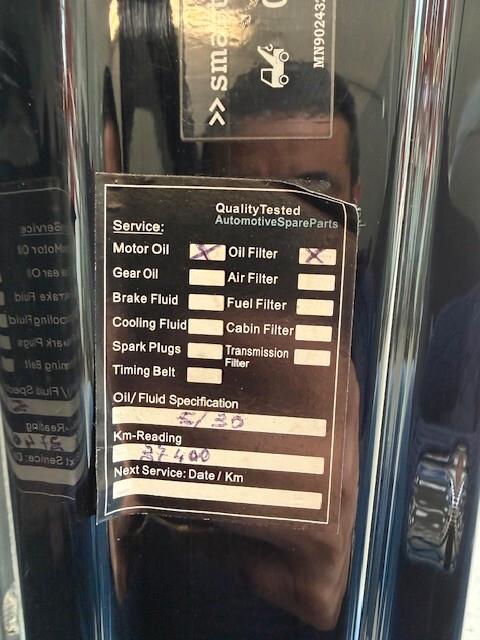 >> smar
MN90243
QualityTested
AutomotiveSpareParts
Service:
Motor Oil X Oil Filter X
Gear Oil Air Filter
Brake Fluid Fuel Filter
Cooling Fluid Cabin Filter
Spark Plugs Transmission Filter
Timing Belt
Oil/ Fluid Specification
5/30
Km-Reading
37400
Next Service: Date / Km